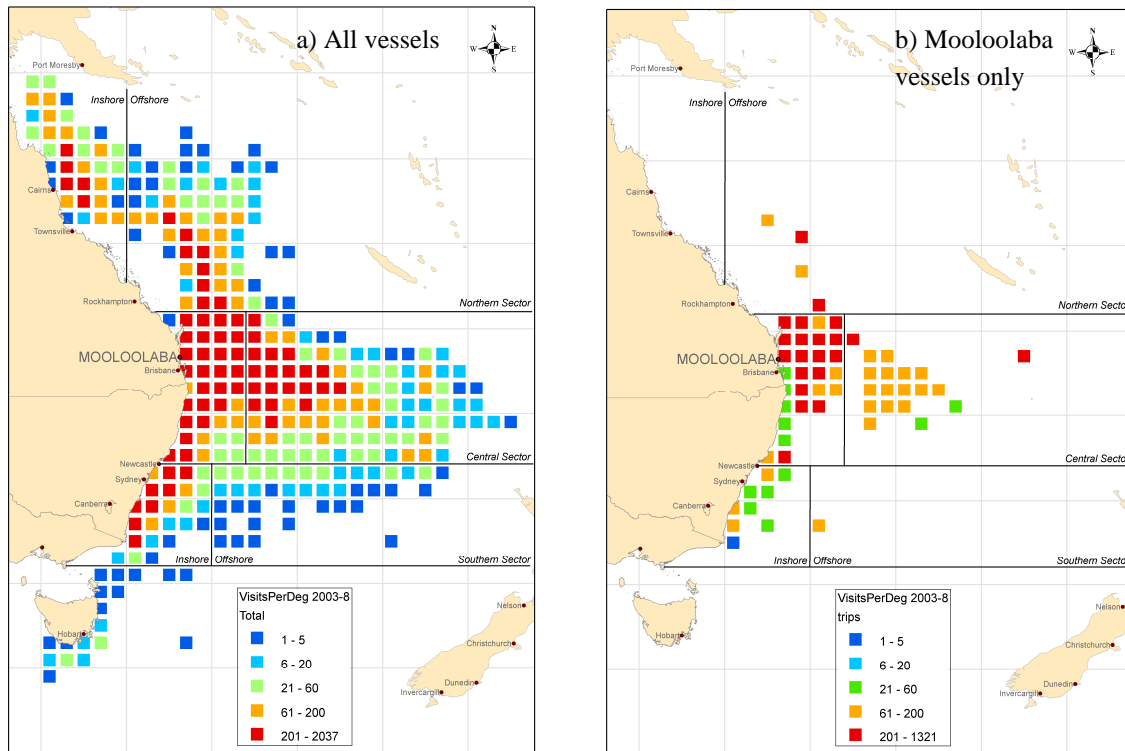 a) All vessels
N
W E
S
Port Moresby
Inshore Offshore
Cairns
Townsville
Rockhampton
Northern Sector
MOOLOOLABA
Brisbane
Newcastle
Central Sector
Sydney
Canberra
Inshore Offshore
Southern Sector
VisitsPerDeg 2003-8
Total
1 - 5
6 - 20
21 - 60
61 - 200
201 - 2037
Hobart
Nelson
Christchurch
Dunedin
Invercargill
b) Mooloolaba
vessels only
N
W E
S
Port Moresby
Inshore Offshore
Cairns
Townsville
Rockhampton
Northern Sector
MOOLOOLABA
Brisbane
Newcastle
Central Sector
Sydney
Canberra
Inshore Offshore
Southern Sector
VisitsPerDeg 2003-8
trips
1 - 5
6 - 20
21 - 60
61 - 200
201 - 1321
Hobart
Nelson
Christchurch
Dunedin
Invercargill